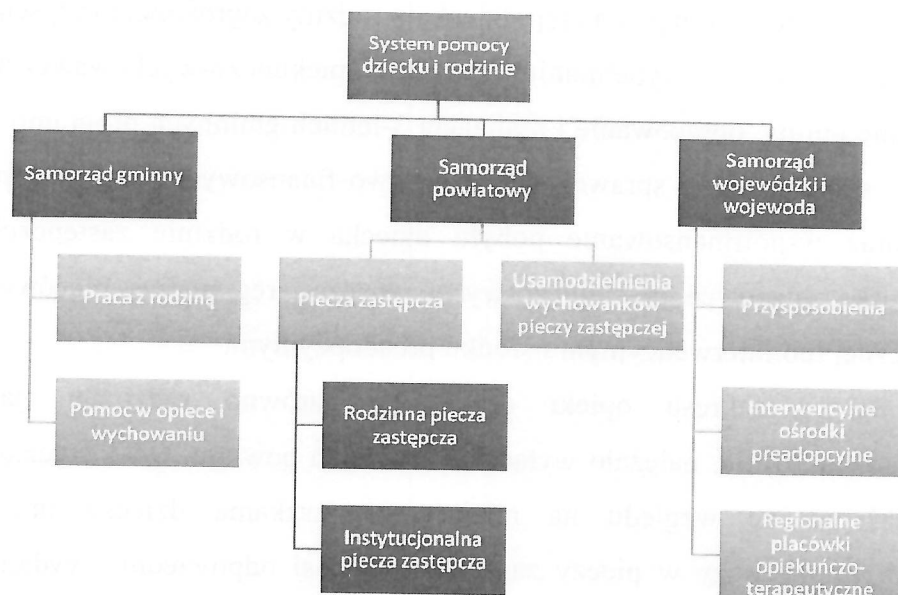 System pomocy
dziecku i rodzinie
Samorząd gminny
Samorząd
powiatowy
Samorząd
wojewódzki i
wojewoda
Praca z rodziną
Piecza zastępcza
Usamodzielnienia
wychowanków
pieczy zastępczej
Przysposobienia
Pomoc w opiece i
wychowaniu
Rodzinna piecza
zastępcza
Interwencyjne
ośrodki
preadopcyjne
Instytucjonalna
piecza zastępcza
Regionalne
placówki
opiekuńczo-
terapeutyczne